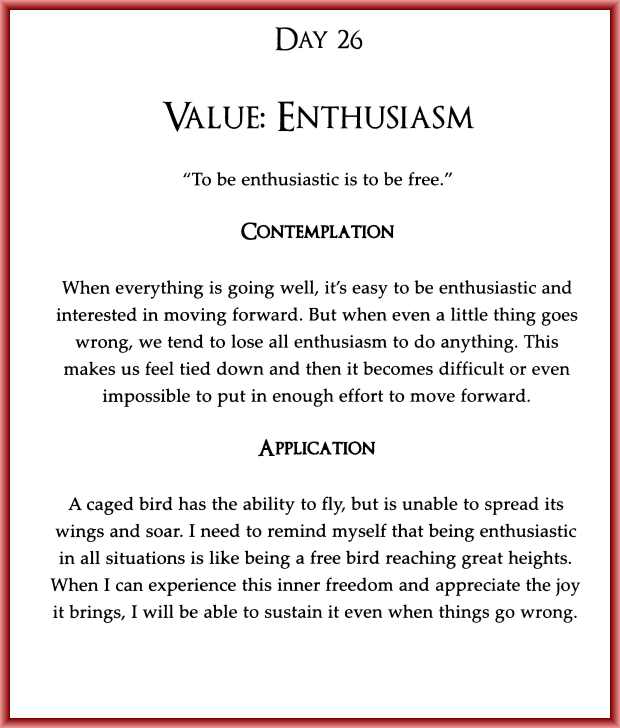 Day 26
Value: Enthusiasm
“To be enthusiastic is to be free.”
Contemplation
When everything is going well, it’s easy to be enthusiastic and
interested in moving forward. But when even a little thing goes
wrong, we tend to lose all enthusiasm to do anything. This
makes us feel tied down and then it becomes difficult or even
impossible to put in enough effort to move forward.
Application
A caged bird has the ability to fly, but is unable to spread its
wings and soar. I need to remind myself that being enthusiastic
in all situations is like being a free bird reaching great heights.
When I can experience this inner freedom and appreciate the joy
it brings, I will be able to sustain it even when things go wrong.